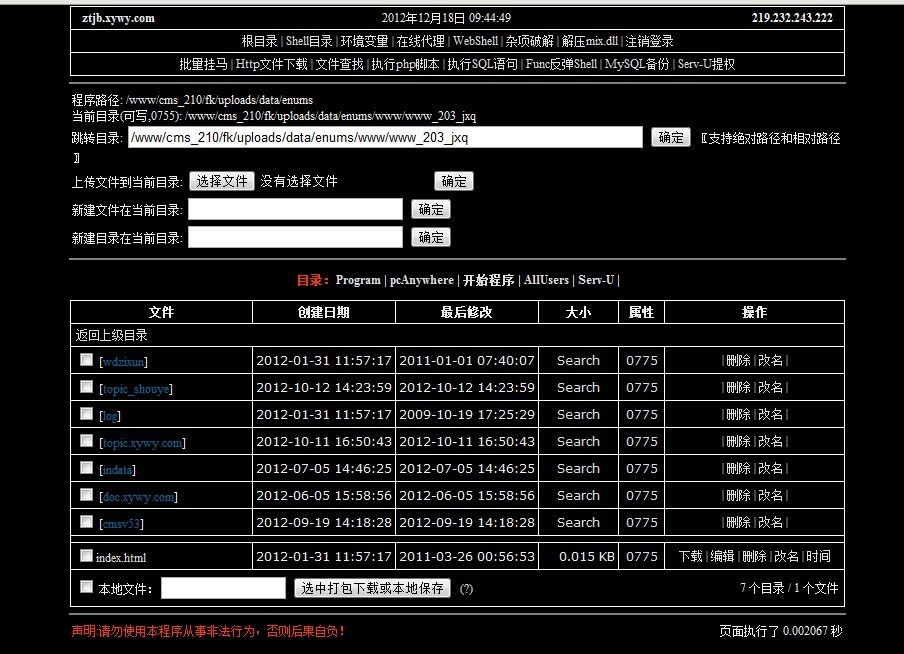 ztjb.xywy.com 2012年12月18日 09:44:49 219.232.243.222
根目录 | Shell目录 | 环境变量 | 在线代理 | WebShell | 杂项破解 | 解压mix.dll | 注销登录
批量挂马 | Http文件下载 | 文件查找 | 执行php脚本 | 执行SQL语句 | Func反弹Shell | MySQL备份 | Serv-U提权
程序路径: /www/cms_210/fk/uploads/data/enums
当前目录(可写,0755): /www/cms_210/fk/uploads/data/enums/www/www_203_jxq
跳转目录: /www/cms_210/fk/uploads/data/enums/www/www_203_jxq 确定 〖支持绝对路径和相对路径
〗
上传文件到当前目录: 选择文件 没有选择文件 确定
新建文件在当前目录: 确定
新建目录在当前目录: 确定
目录: Program | pcAnywhere | 开始程序 | AllUsers | Serv-U |
文件 创建日期 最后修改 大小 属性 操作
返回上级目录
[wdzixun] 2012-01-31 11:57:17 2011-01-01 07:40:07 Search 0775 | 删除 | 改名 |
[topic_shouye] 2012-10-12 14:23:59 2012-10-12 14:23:59 Search 0775 | 删除 | 改名 |
[log] 2012-01-31 11:57:17 2009-10-19 17:25:29 Search 0775 | 删除 | 改名 |
[topic.xywy.com] 2012-10-11 16:50:43 2012-10-11 16:50:43 Search 0775 | 删除 | 改名 |
[indata] 2012-07-05 14:46:25 2012-07-05 14:46:25 Search 0775 | 删除 | 改名 |
[doc.xywy.com] 2012-06-05 15:58:56 2012-06-05 15:58:56 Search 0775 | 删除 | 改名 |
[cmsv53] 2012-09-19 14:18:28 2012-09-19 14:18:28 Search 0775 | 删除 | 改名 |
index.html 2012-01-31 11:57:17 2011-03-26 00:56:53 0.015 KB 0775 下载 | 编辑 | 删除 | 改名 | 时间
本地文件: 选中打包下载或本地保存 (?) 7 个目录 / 1 个文件
声明:请勿使用本程序从事非法行为，否则后果自负！ 页面执行了 0.002067 秒